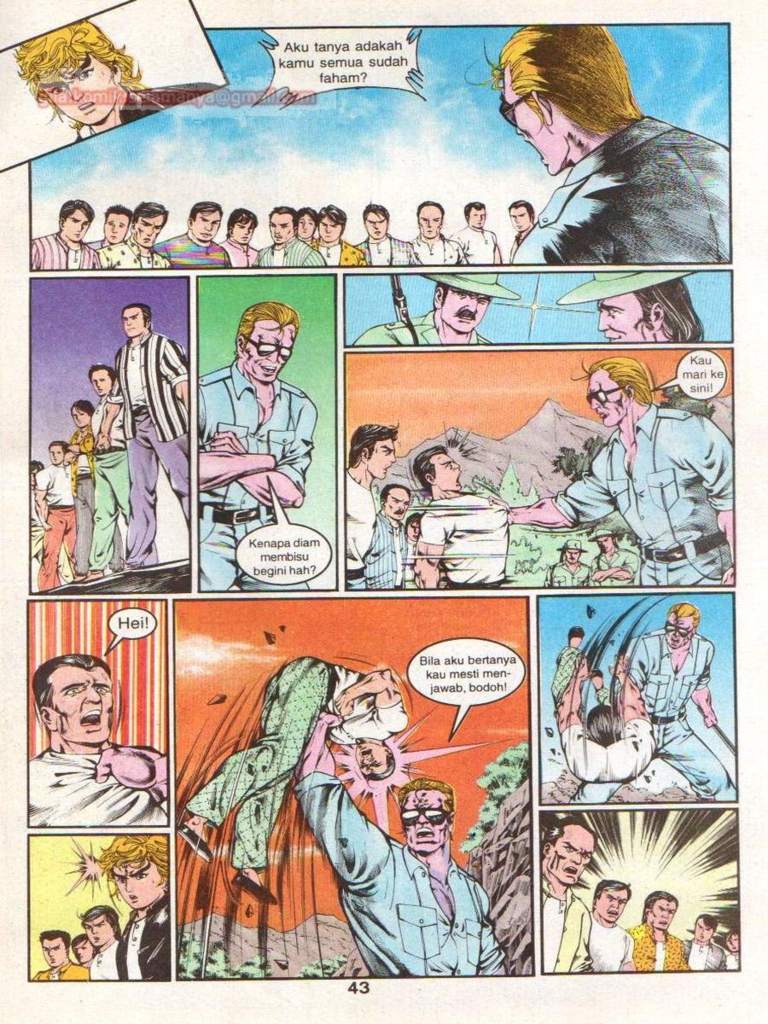 Aku tanya adakah
kamu semua sudah
faham?
Kenapa diam
membisu
begini hah?
Kau
mari ke
sini!
Hei!
Bila aku bertanya
kau mesti men-
jawab, bodoh!
43